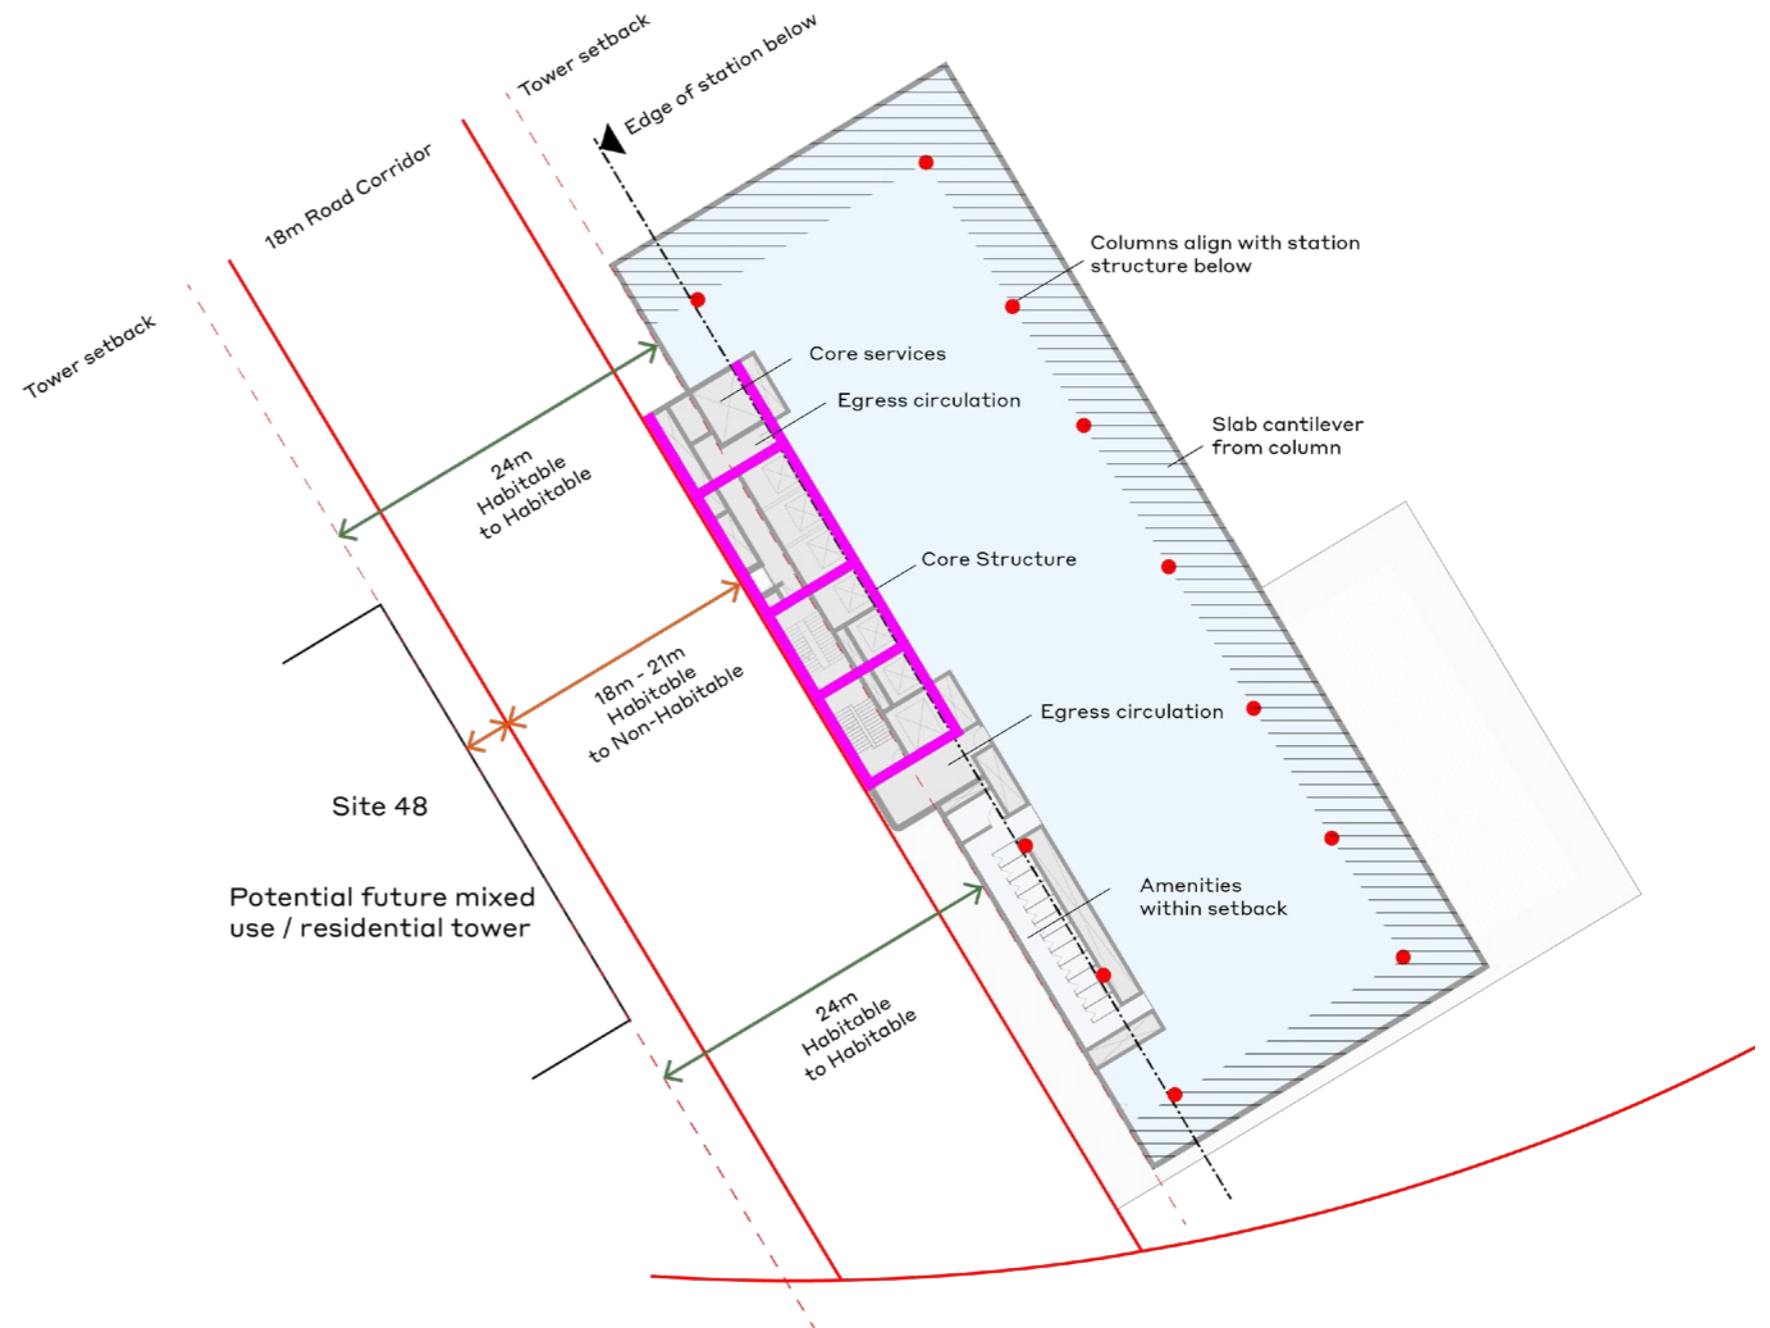 Tower setback
Edge of station below
18m Road Corridor
Tower setback
Columns align with station
structure below
Core services
Egress circulation
Slab cantilever
from column
24m
Habitable
to Habitable
Core Structure
18m - 21m
Habitable
to Non-Habitable
Egress circulation
Site 48
Potential future mixed
use / residential tower
Amenities
within setback
24m
Habitable
to Habitable